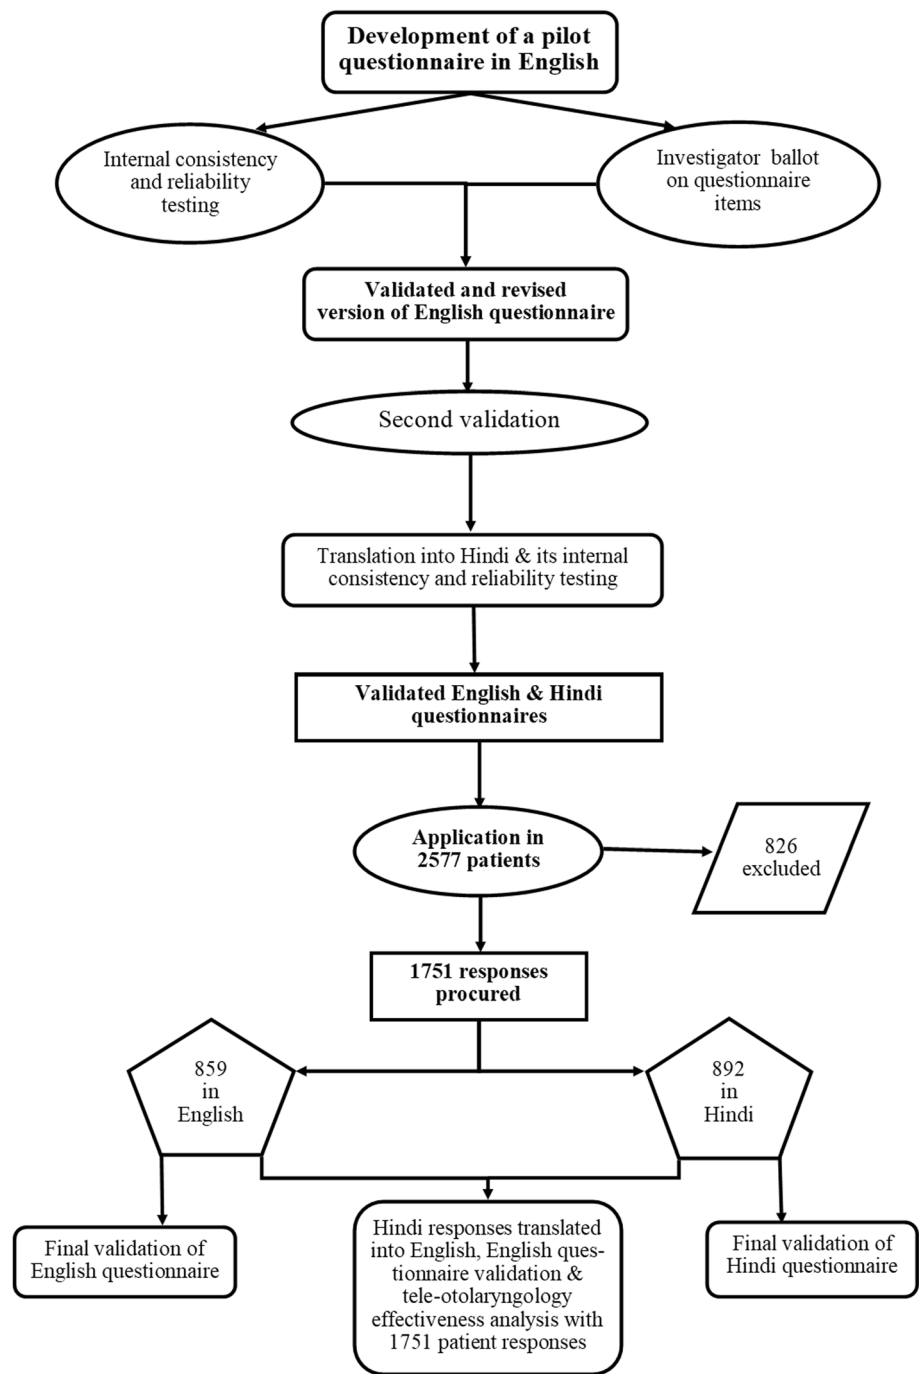 Development of a pilot
questionnaire in English
Internal consistency
and reliability
testing
Investigator ballot
on questionnaire
items
Validated and revised
version of English questionnaire
Second validation
Translation into Hindi & its internal
consistency and reliability testing
Validated English & Hindi
questionnaires
Application in
2577 patients
826
excluded
1751 responses
procured
859
in
English
892
in
Hindi
Final validation of
English questionnaire
Hindi responses translated
into English, English ques-
tionnaire validation &
tele-otolaryngology
effectiveness analysis with
1751 patient responses
Final validation of
Hindi questionnaire